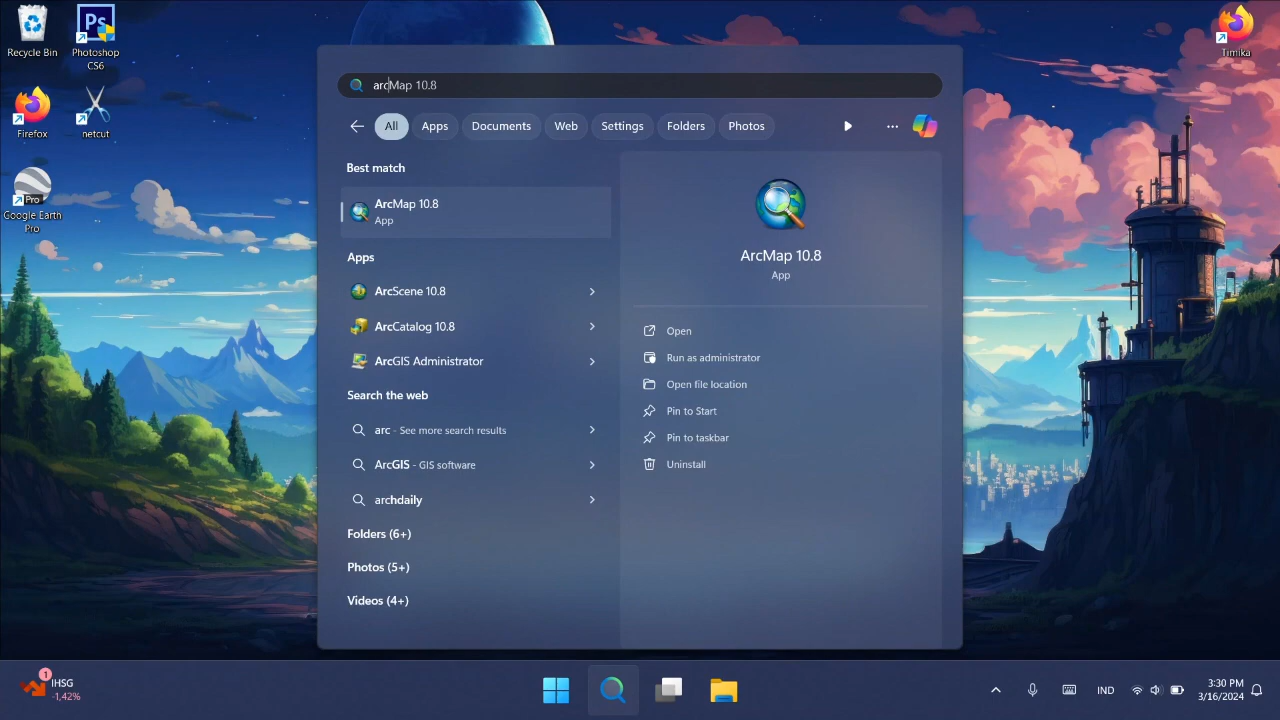 Recycle Bin
Photoshop
CS6
Ps
Firefox
netcut
Pro
Google Earth
Pro
Timika
arcMap 10.8
All
Apps
Documents
Web
Settings
Folders
Photos
Best match
ArcMap 10.8
App
Apps
ArcScene 10.8
ArcCatalog 10.8
ArcGIS Administrator
Search the web
arc - See more search results
ArcGIS - GIS software
archdaily
Folders (6+)
Photos (5+)
Videos (4+)
ArcMap 10.8
App
Open
Run as administrator
Open file location
Pin to Start
Pin to taskbar
Uninstall
1
IHSG
-1,42%
IND
3:30 PM
3/16/2024